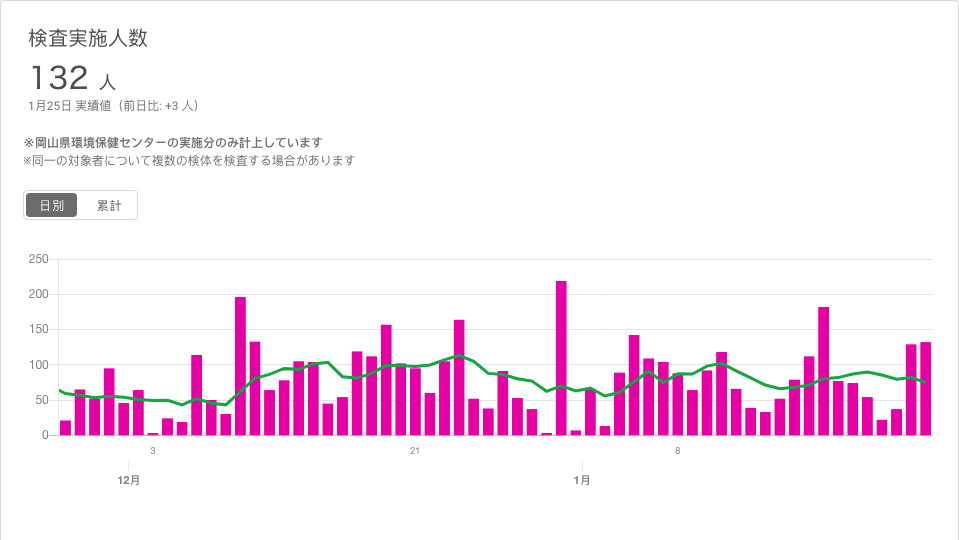 検査実施人数
132 人
1月25日 実績値（前日比: +3 人）
※岡山県環境保健センターの実施分のみ計上しています
※同一の対象者について複数の検体を検査する場合があります
日別 累計
250
200
150
100
50
0
3 21 8
12月 1月